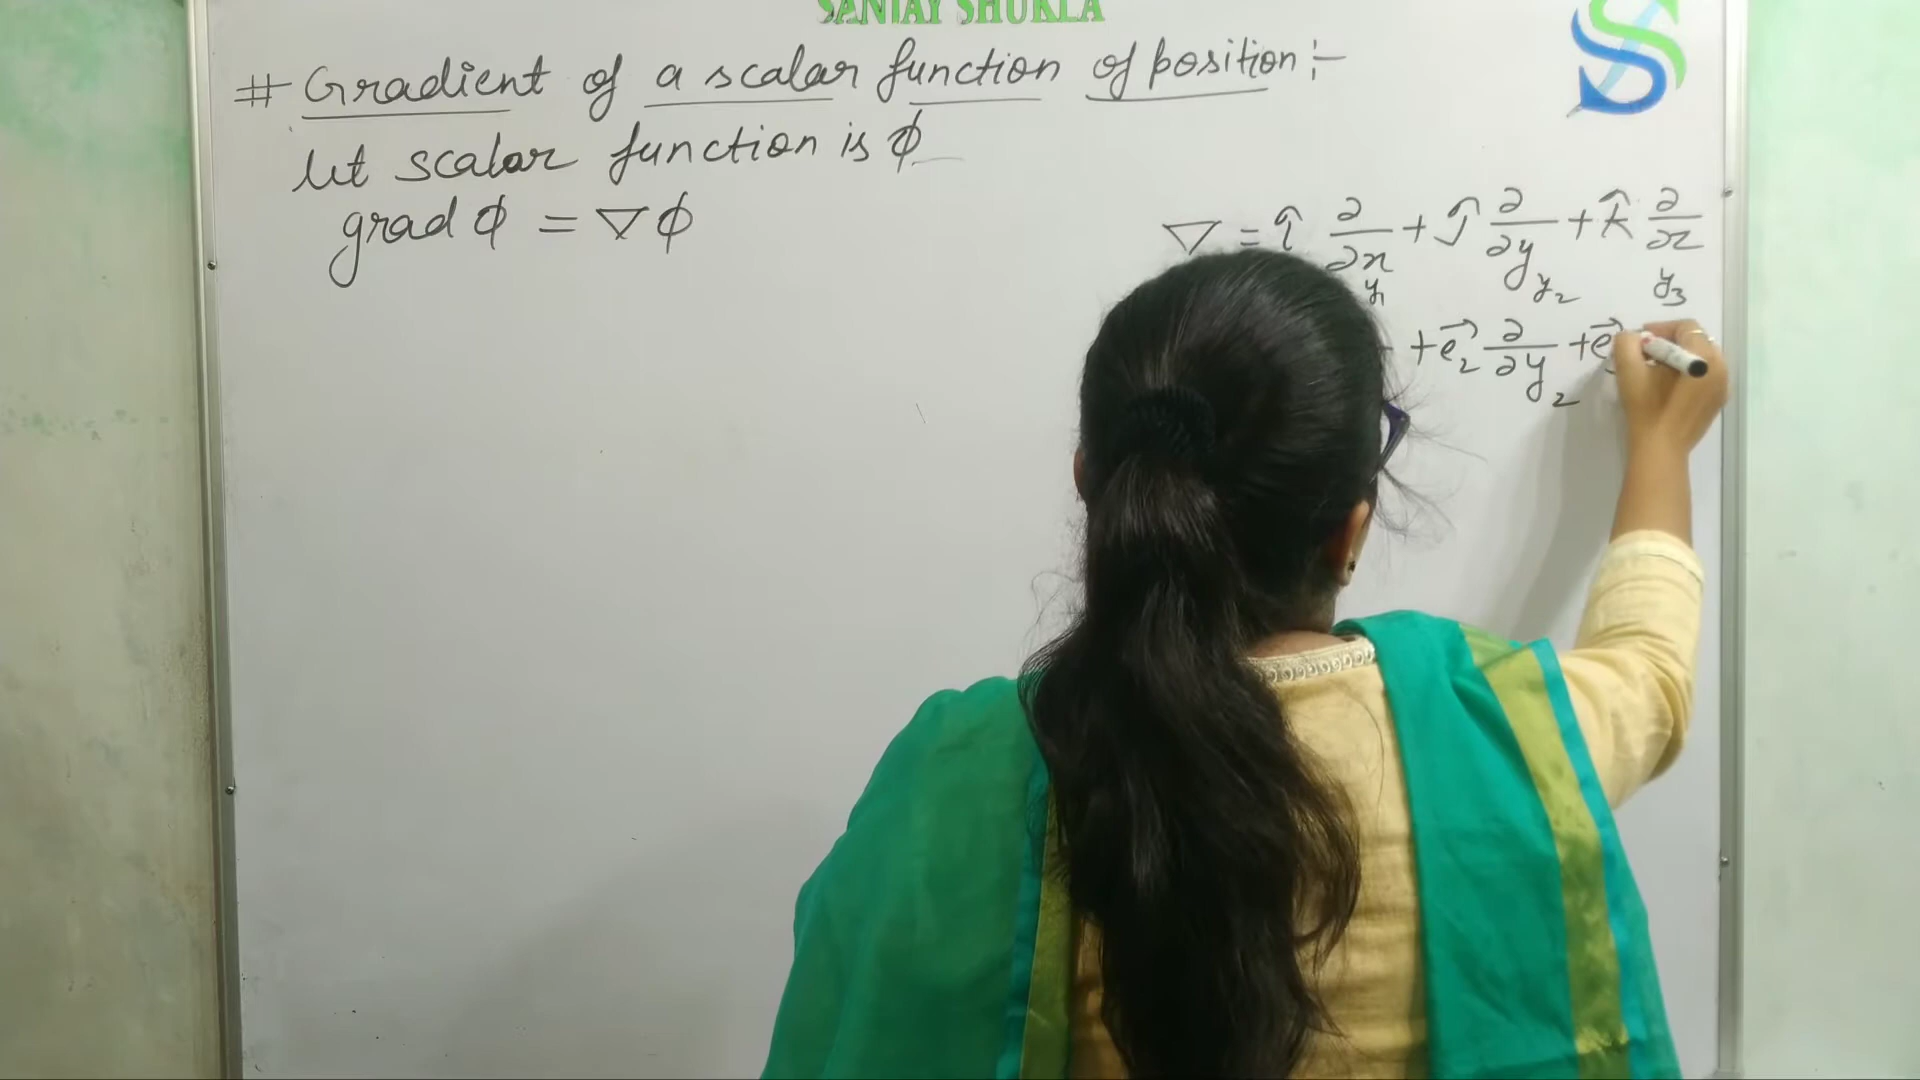 SANJAY SHUKLA
# Gradient of a scalar function of position :-
let scalar function is ϕ
grad ϕ = ∇ϕ
∇ = î ∂/∂x + ĵ ∂/∂y + k̂ ∂/∂z
y₁ y₂ y₃
+ e⃗₂ ∂/∂y₂ + e⃗